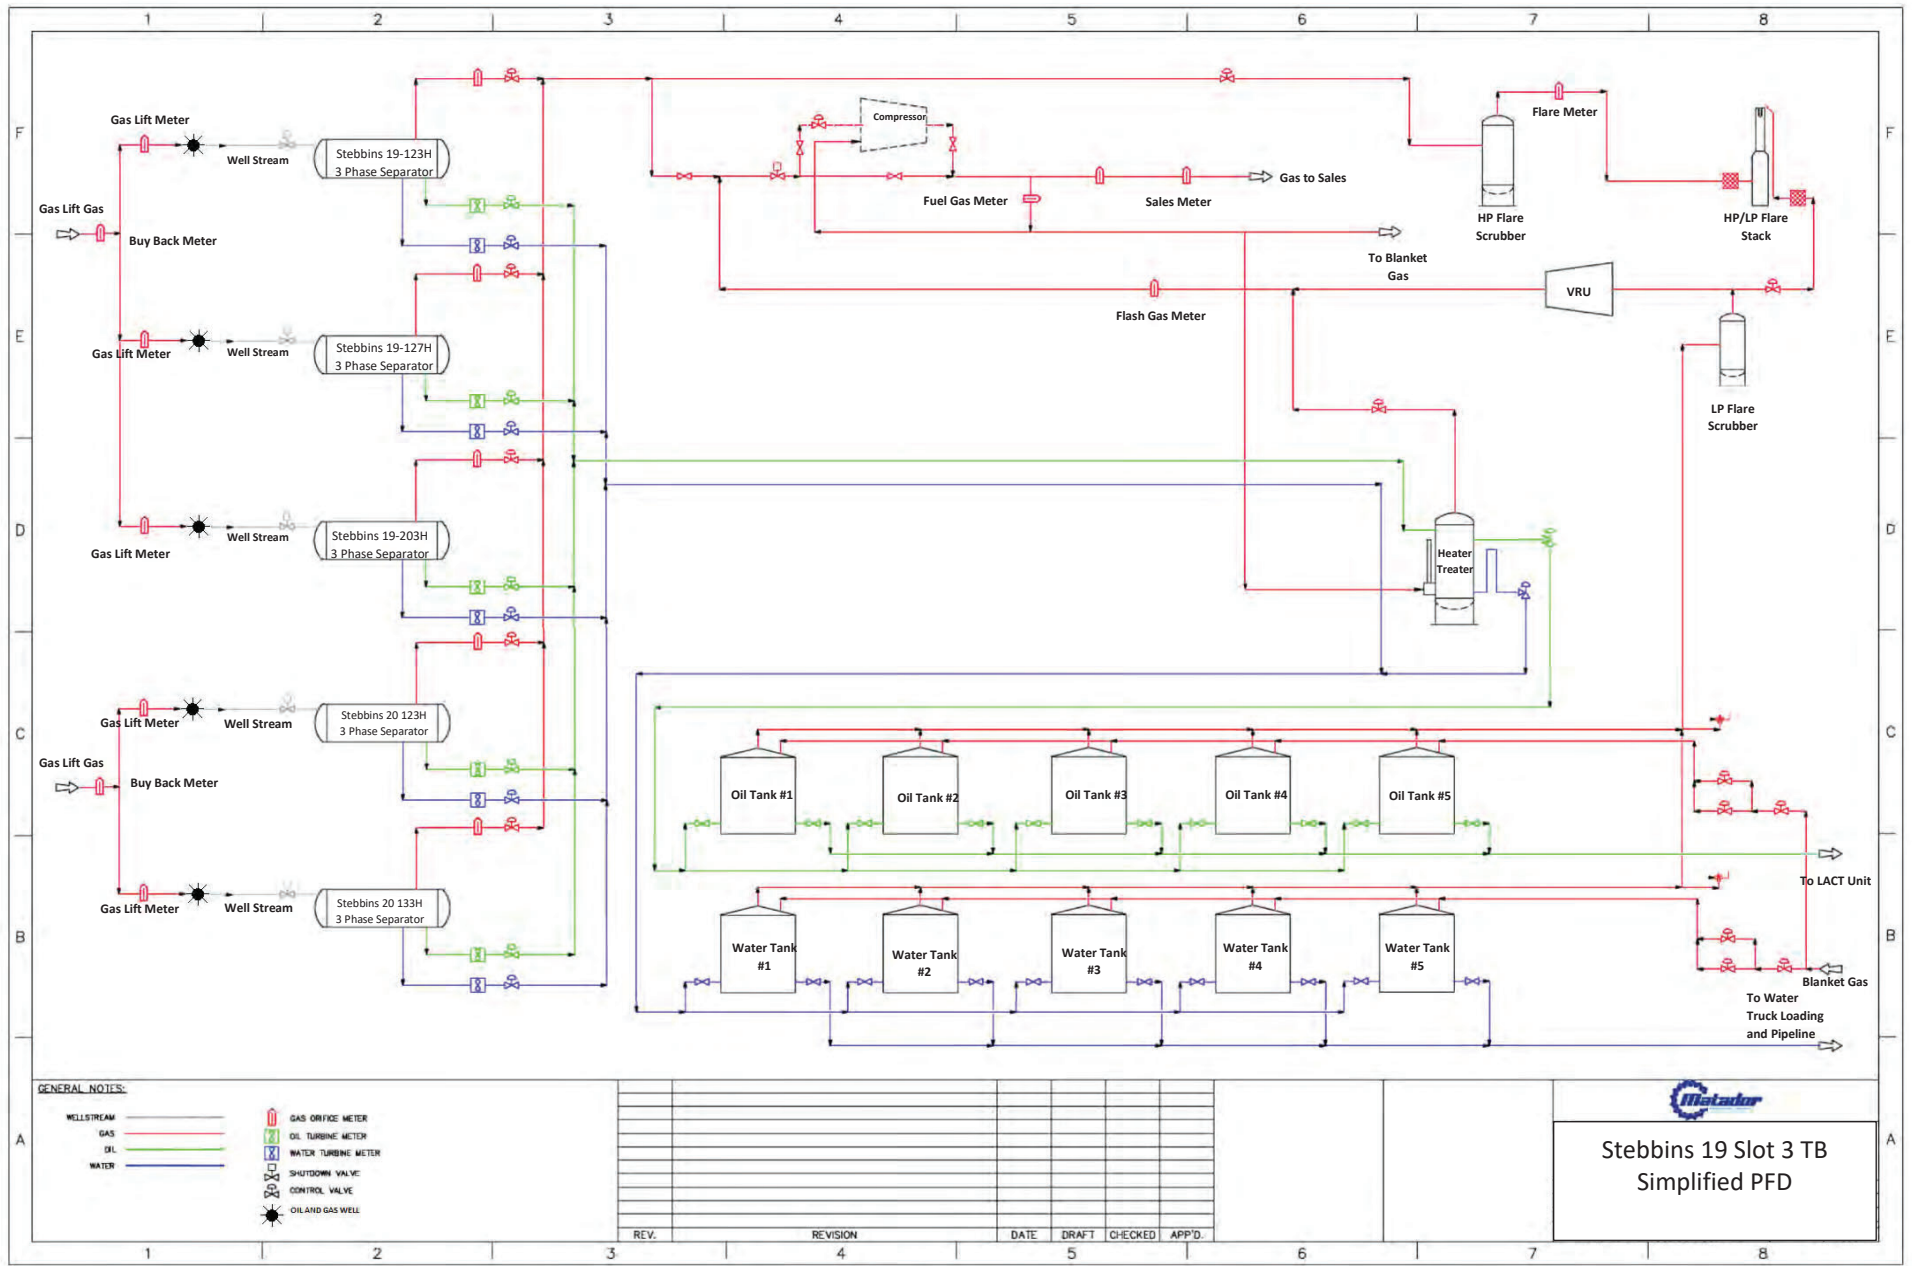 1 2 3 4 5 6 7 8
F
E
D
C
B
A
F
E
D
C
B
A
Gas Lift Meter
Well Stream
Stebbins 19-123H
3 Phase Separator
Gas Lift Gas
Buy Back Meter
Gas Lift Meter
Well Stream
Stebbins 19-127H
3 Phase Separator
Gas Lift Meter
Well Stream
Stebbins 19-203H
3 Phase Separator
Gas Lift Meter
Well Stream
Stebbins 20 123H
3 Phase Separator
Gas Lift Gas
Buy Back Meter
Gas Lift Meter
Well Stream
Stebbins 20 133H
3 Phase Separator
Compressor
Fuel Gas Meter
Sales Meter
Gas to Sales
To Blanket
Gas
Flash Gas Meter
HP Flare
Scrubber
Flare Meter
HP/LP Flare
Stack
VRU
LP Flare
Scrubber
Heater
Treater
Oil Tank #1
Oil Tank #2
Oil Tank #3
Oil Tank #4
Oil Tank #5
To LACT Unit
Water Tank
#1
Water Tank
#2
Water Tank
#3
Water Tank
#4
Water Tank
#5
Blanket Gas
To Water
Truck Loading
and Pipeline
GENERAL NOTES:
WELLSTREAM
GAS
OIL
WATER
GAS ORIFICE METER
OIL TURBINE METER
WATER TURBINE METER
SHUTDOWN VALVE
CONTROL VALVE
OIL AND GAS WELL
REV. REVISION DATE DRAFT CHECKED APP'D.
Matador
Stebbins 19 Slot 3 TB
Simplified PFD
1 2 3 4 5 6 7 8